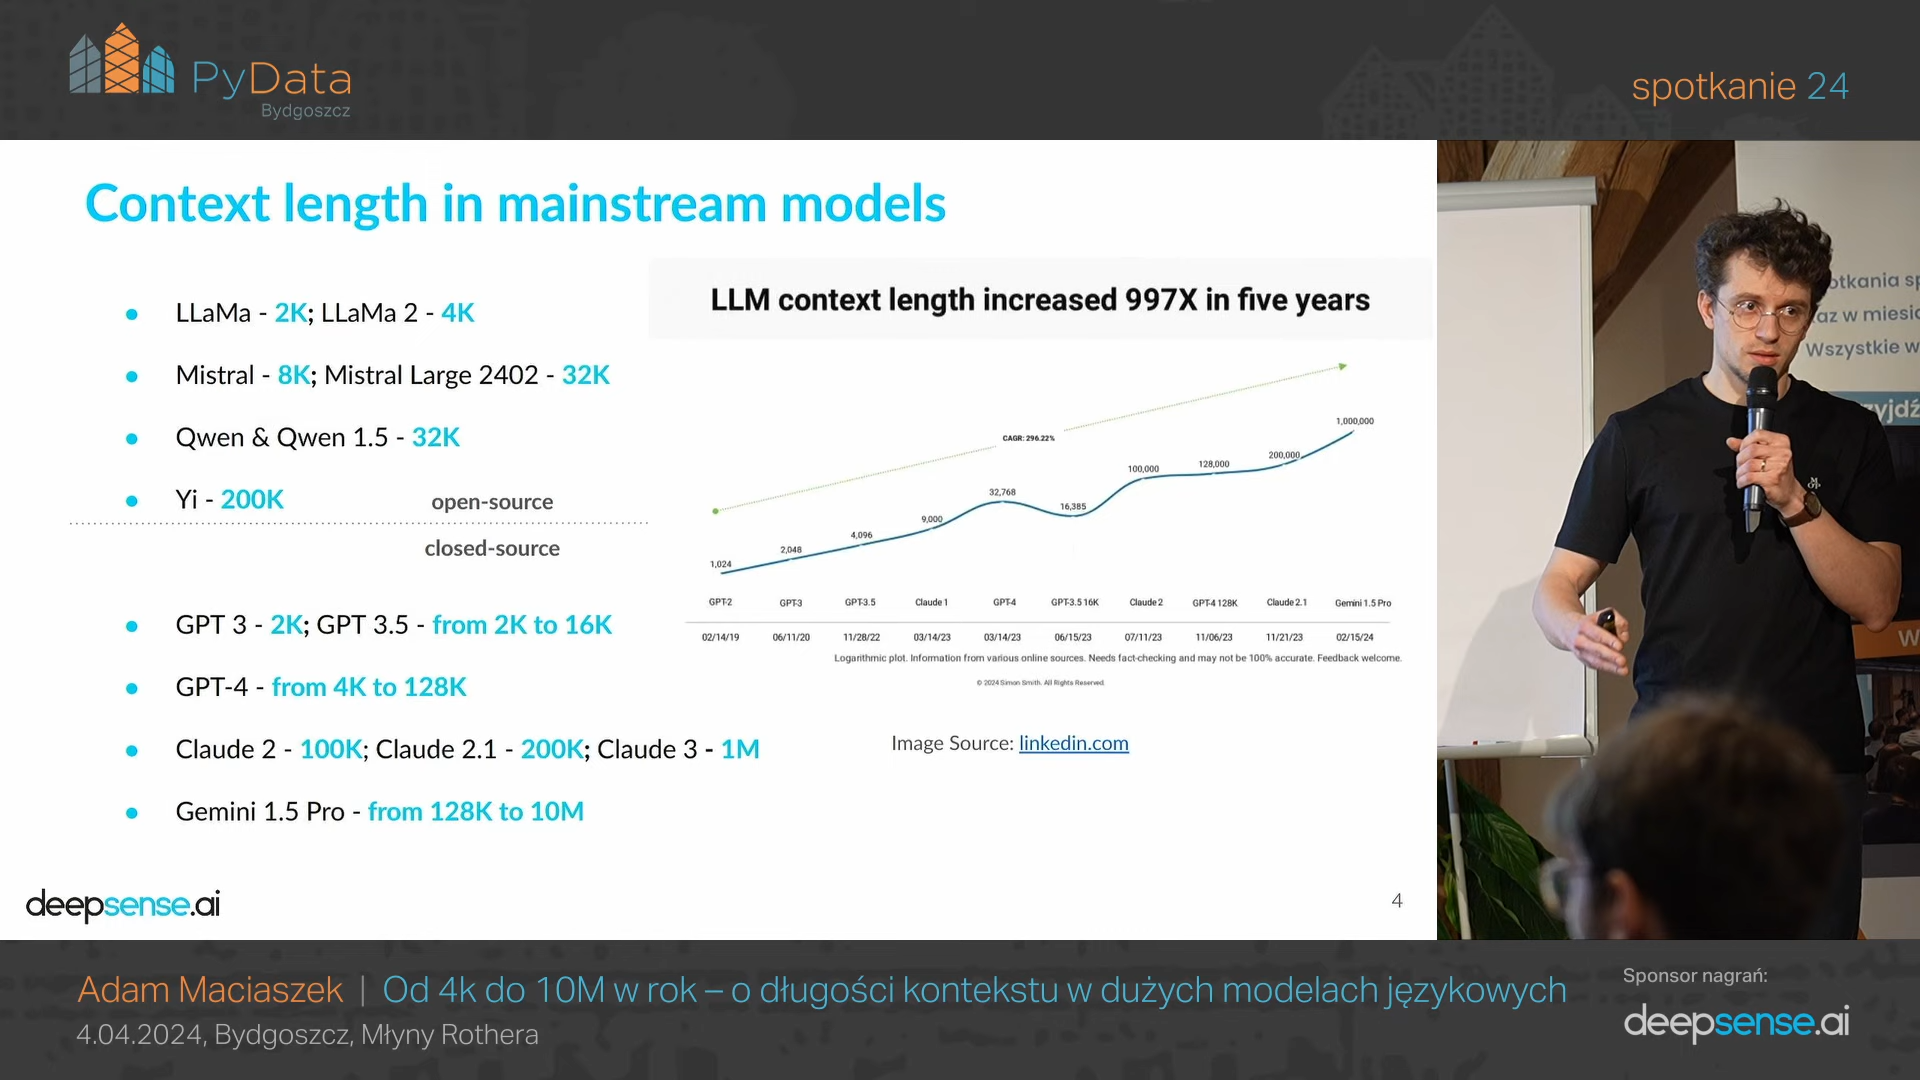 PyData
Bydgoszcz
spotkanie 24
Context length in mainstream models
LLaMa - 2K; LLaMa 2 - 4K
Mistral - 8K; Mistral Large 2402 - 32K
Qwen & Qwen 1.5 - 32K
Yi - 200K
open-source
closed-source
GPT 3 - 2K; GPT 3.5 - from 2K to 16K
GPT-4 - from 4K to 128K
Claude 2 - 100K; Claude 2.1 - 200K; Claude 3 - 1M
Gemini 1.5 Pro - from 128K to 10M
LLM context length increased 997X in five years
CAGR: 296.22%
1,024
2,048
4,096
9,000
32,768
16,385
100,000
128,000
200,000
1,000,000
GPT-2 GPT-3 GPT-3.5 Claude 1 GPT-4 GPT-3.5 16K Claude 2 GPT-4 128K Claude 2.1 Gemini 1.5 Pro
02/14/19 06/11/20 11/28/22 03/14/23 03/14/23 06/15/23 07/11/23 11/06/23 11/21/23 02/15/24
Logarithmic plot. Information from various online sources. Needs fact-checking and may not be 100% accurate. Feedback welcome.
© 2024 Simon Smith. All Rights Reserved.
Image Source: linkedin.com
deepsense.ai
4
otkania sp
az w miesią
Wszystkie w
zyjdź
W
Adam Maciaszek | Od 4k do 10M w rok – o długości kontekstu w dużych modelach językowych
4.04.2024, Bydgoszcz, Młyny Rothera
Sponsor nagrań:
deepsense.ai